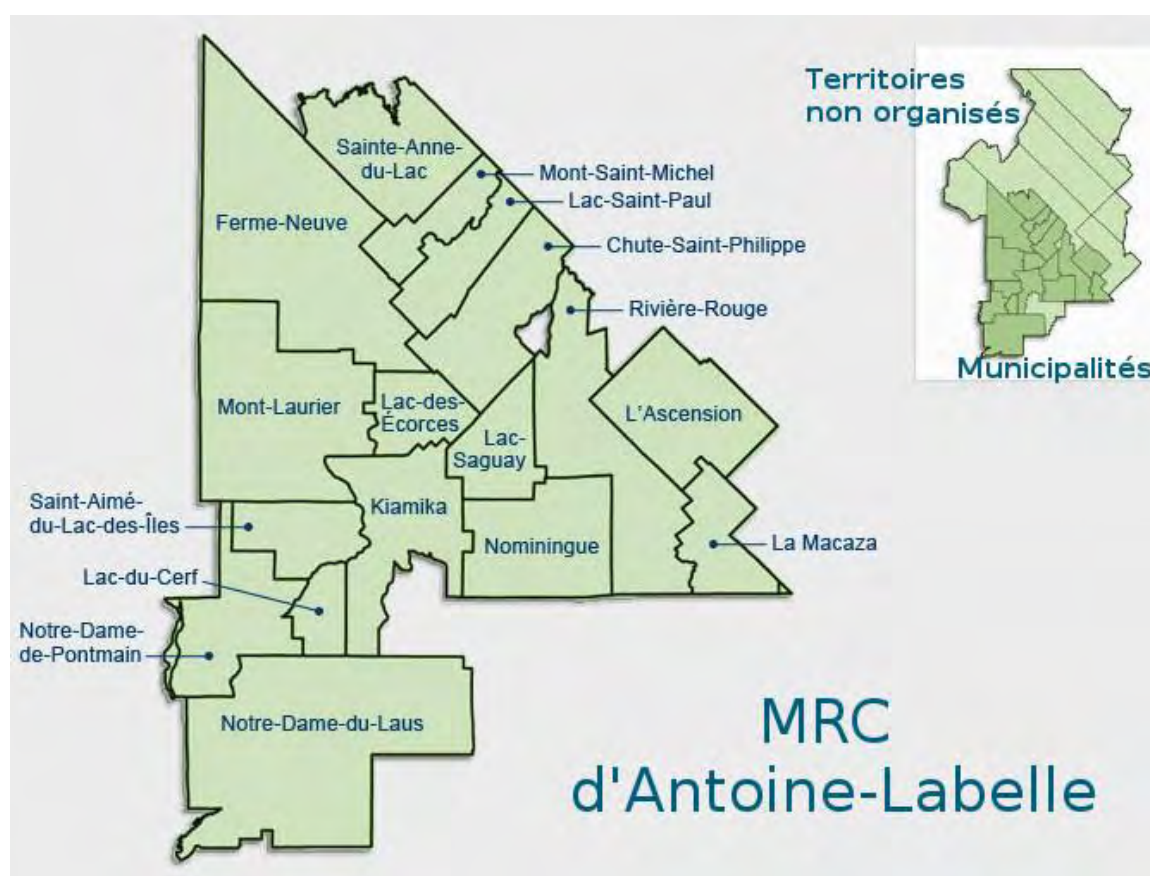 Territoires
non organisés
Sainte-Anne-
du-Lac
Mont-Saint-Michel
Lac-Saint-Paul
Ferme-Neuve
Chute-Saint-Philippe
Rivière-Rouge
Municipalités
Mont-Laurier
Lac-des-
Écorces
L'Ascension
Lac-
Saguay
Saint-Aimé-
du-Lac-des-Îles
Kiamika
Nominingue
La Macaza
Lac-du-Cerf
Notre-Dame-
de-Pontmain
Notre-Dame-du-Laus
MRC
d'Antoine-Labelle